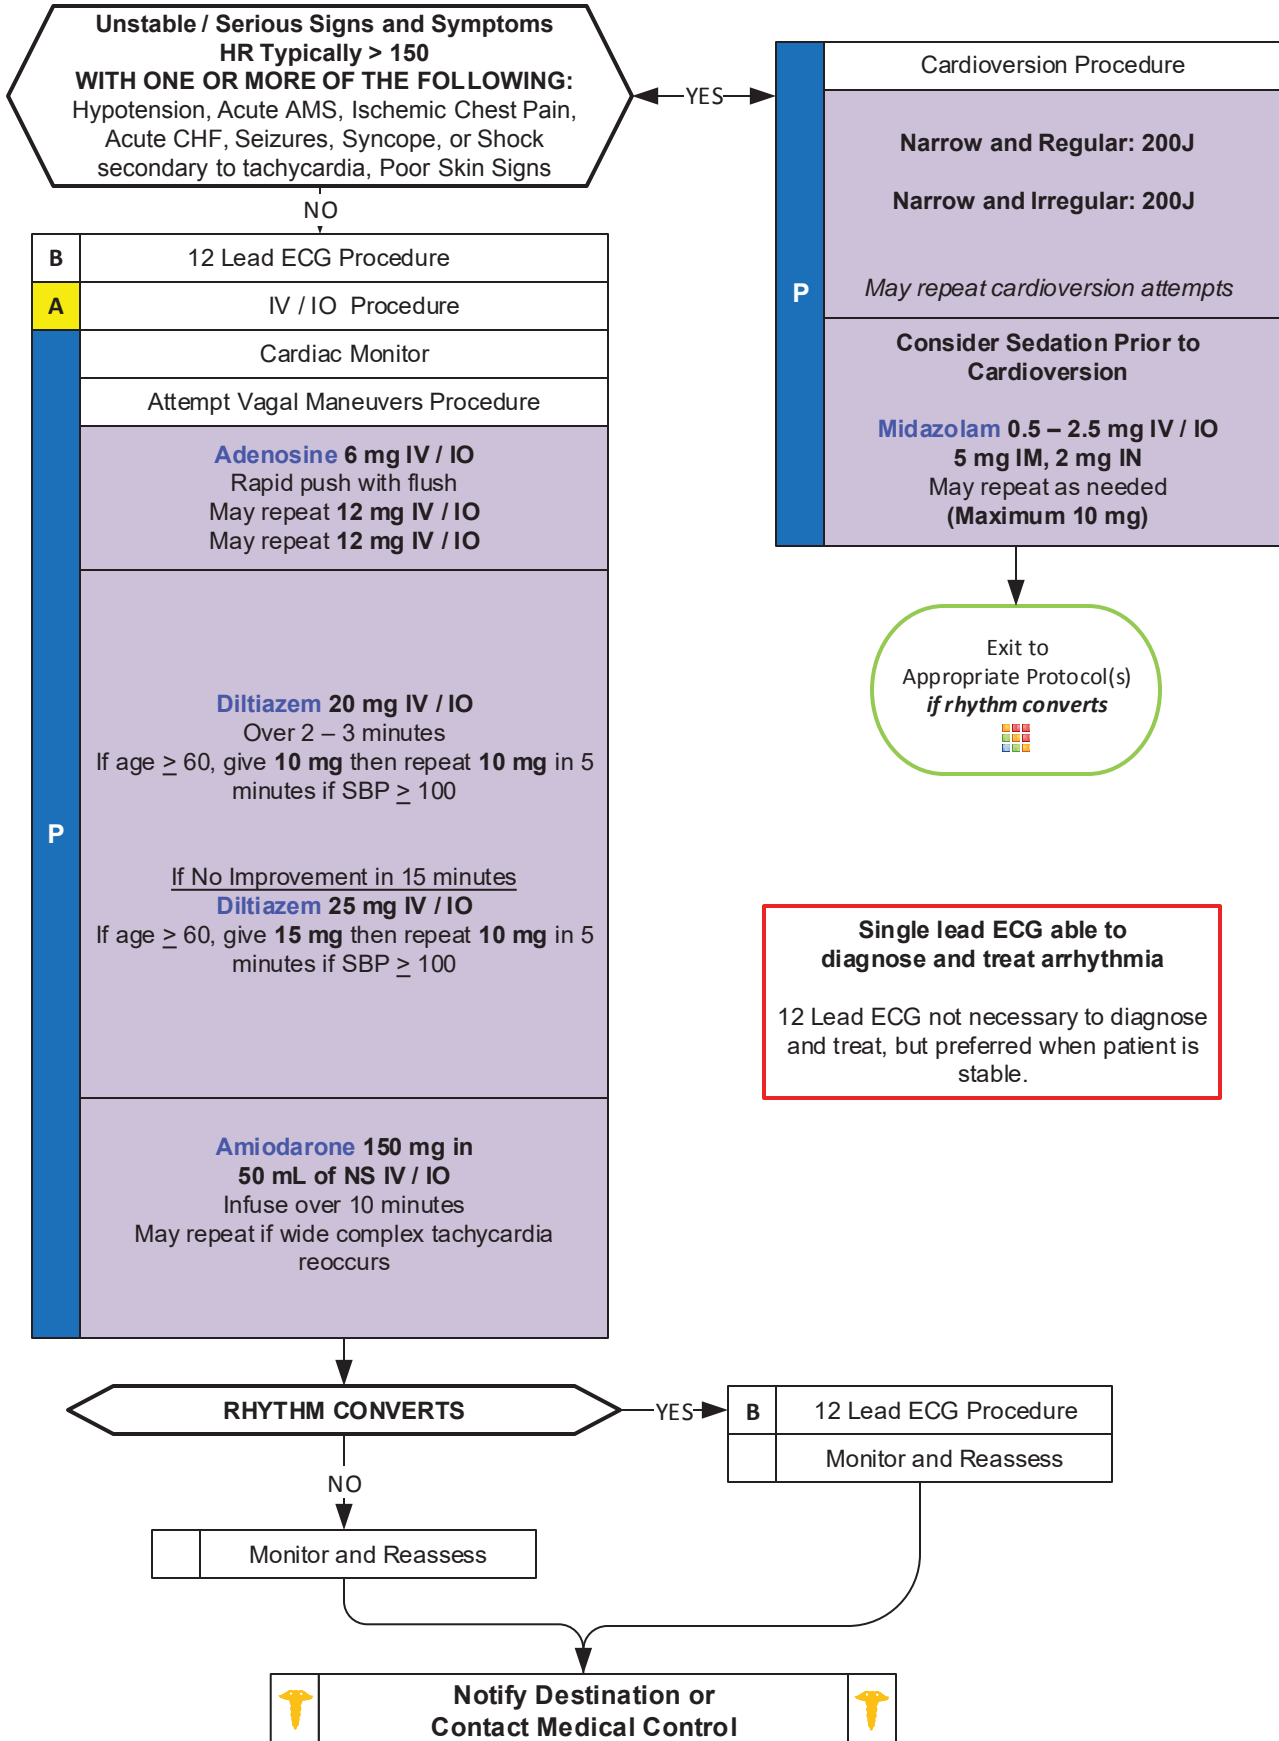 Unstable / Serious Signs and Symptoms
HR Typically > 150
WITH ONE OR MORE OF THE FOLLOWING:
Hypotension, Acute AMS, Ischemic Chest Pain,
Acute CHF, Seizures, Syncope, or Shock
secondary to tachycardia, Poor Skin Signs
YES
NO
P
Cardioversion Procedure
Narrow and Regular: 200J
Narrow and Irregular: 200J
May repeat cardioversion attempts
Consider Sedation Prior to
Cardioversion
Midazolam 0.5 – 2.5 mg IV / IO
5 mg IM, 2 mg IN
May repeat as needed
(Maximum 10 mg)
Exit to
Appropriate Protocol(s)
if rhythm converts
B
12 Lead ECG Procedure
A
IV / IO Procedure
P
Cardiac Monitor
Attempt Vagal Maneuvers Procedure
Adenosine 6 mg IV / IO
Rapid push with flush
May repeat 12 mg IV / IO
May repeat 12 mg IV / IO
Diltiazem 20 mg IV / IO
Over 2 – 3 minutes
If age ≥ 60, give 10 mg then repeat 10 mg in 5
minutes if SBP ≥ 100
If No Improvement in 15 minutes
Diltiazem 25 mg IV / IO
If age ≥ 60, give 15 mg then repeat 10 mg in 5
minutes if SBP ≥ 100
Amiodarone 150 mg in
50 mL of NS IV / IO
Infuse over 10 minutes
May repeat if wide complex tachycardia
reoccurs
Single lead ECG able to
diagnose and treat arrhythmia
12 Lead ECG not necessary to diagnose
and treat, but preferred when patient is
stable.
RHYTHM CONVERTS
YES
B
12 Lead ECG Procedure
Monitor and Reassess
NO
Monitor and Reassess
Notify Destination or
Contact Medical Control